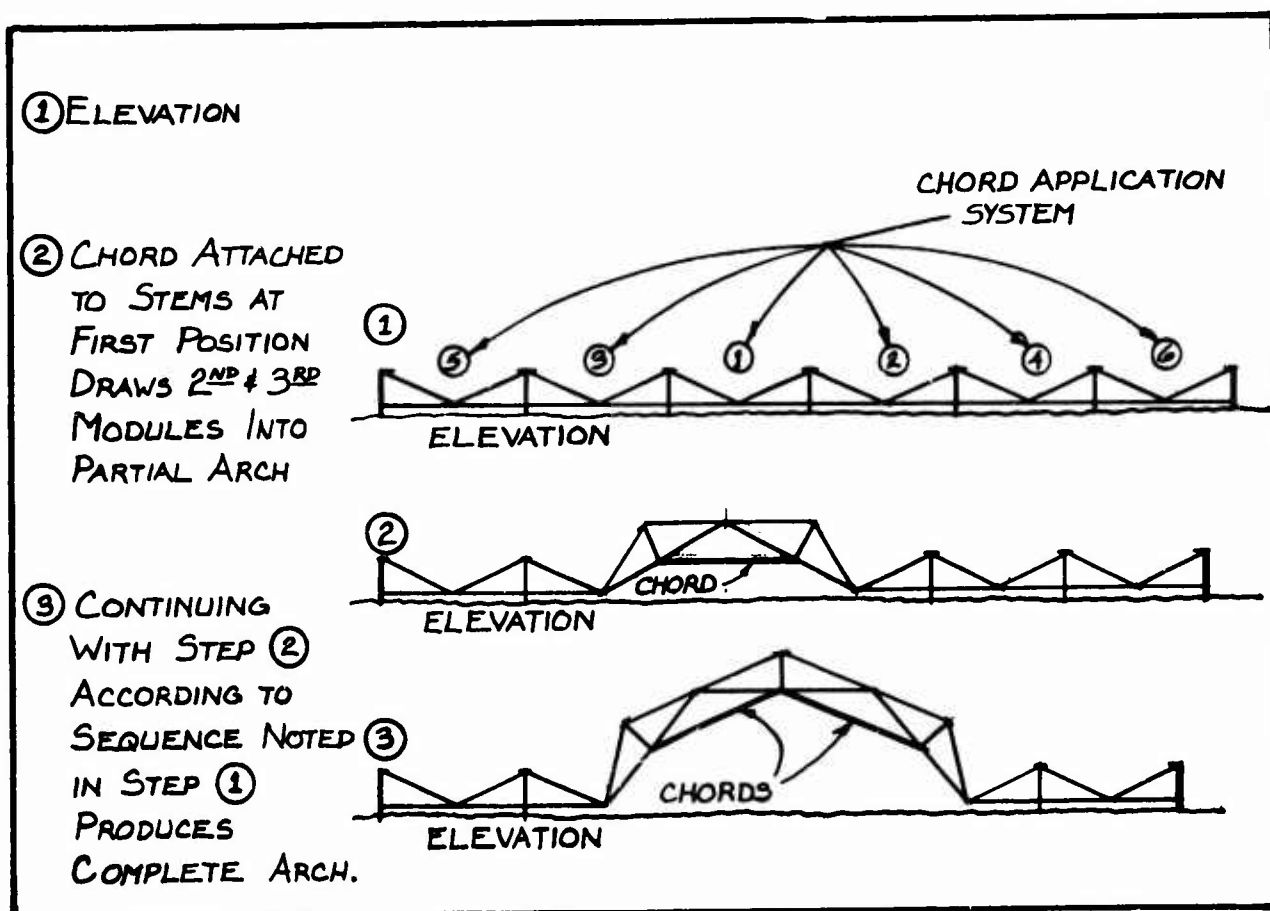 ① ELEVATION
② CHORD ATTACHED
TO STEMS AT
FIRST POSITION
DRAWS 2ND & 3RD
MODULES INTO
PARTIAL ARCH
③ CONTINUING
WITH STEP ②
ACCORDING TO
SEQUENCE NOTED
IN STEP ①
PRODUCES
COMPLETE ARCH.
CHORD APPLICATION
SYSTEM
①
⑤ ③ ① ② ④ ⑥
ELEVATION
②
CHORD
ELEVATION
③
CHORDS
ELEVATION